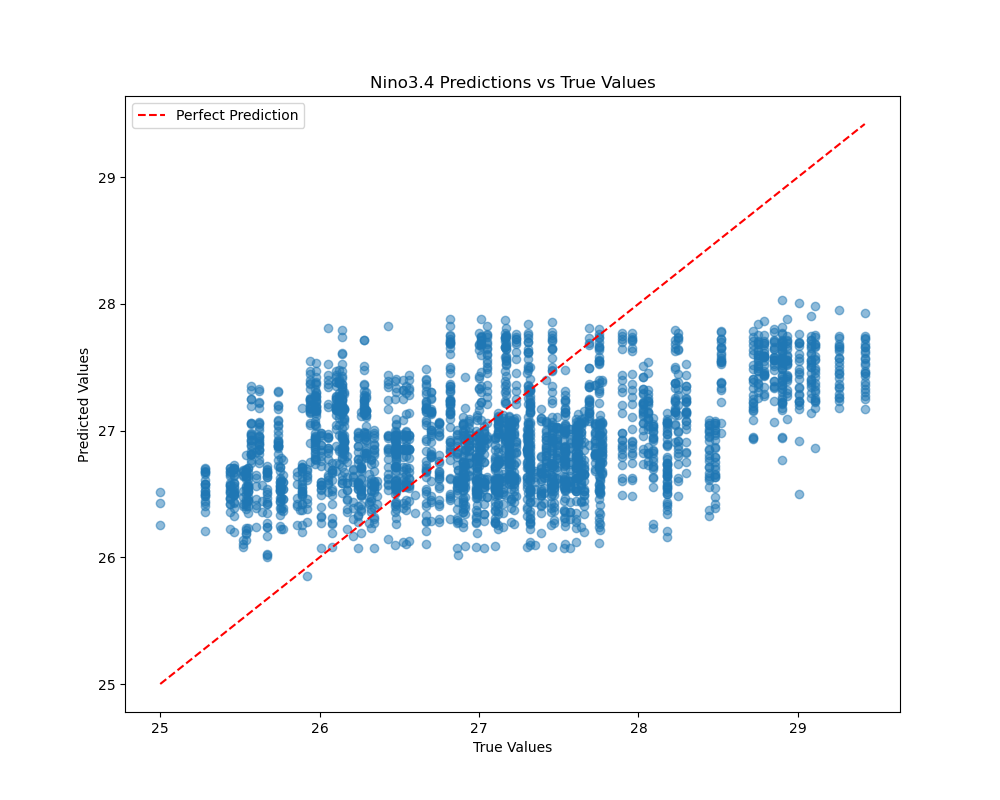 Nino3.4 Predictions vs True Values
Perfect Prediction
Predicted Values
29
28
27
26
25
25 26 27 28 29
True Values